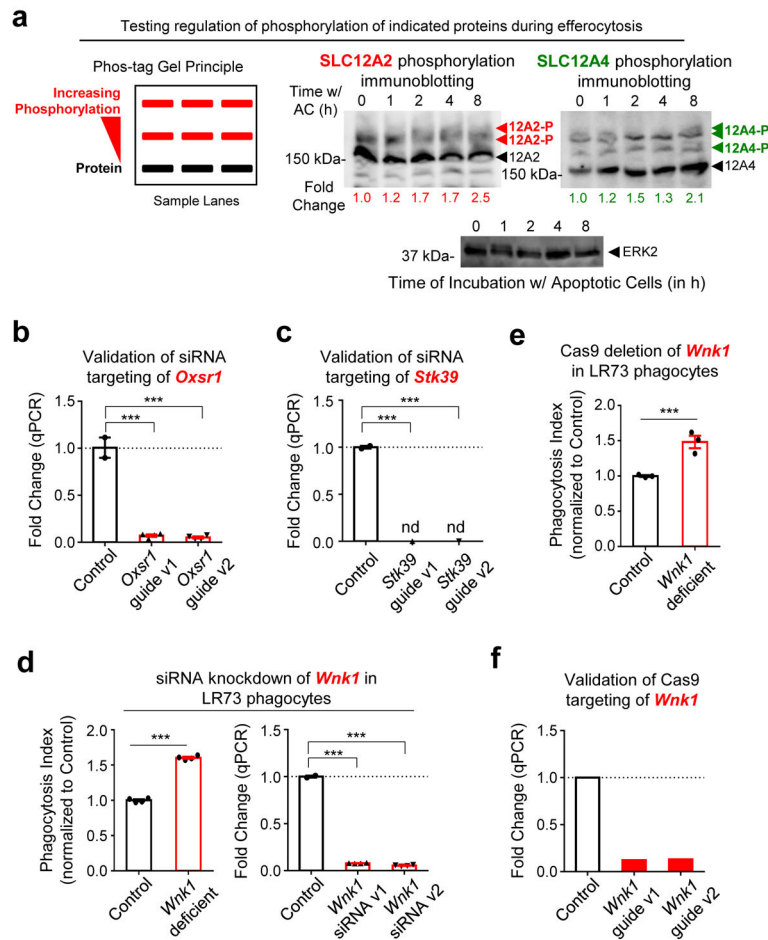 a
Testing regulation of phosphorylation of indicated proteins during efferocytosis
Phos-tag Gel Principle
Increasing
Phosphorylation
Protein
Sample Lanes
SLC12A2 phosphorylation
immunoblotting
Time w/
AC (h)
0 1 2 4 8
12A2-P
12A2-P
150 kDa-
12A2
Fold
Change
1.0 1.2 1.7 1.7 2.5
SLC12A4 phosphorylation
immunoblotting
0 1 2 4 8
12A4-P
12A4-P
12A4
150 kDa-
1.0 1.2 1.5 1.3 2.1
0 1 2 4 8
37 kDa-
ERK2
Time of Incubation w/ Apoptotic Cells (in h)
b
Validation of siRNA
targeting of Oxsr1
Fold Change (qPCR)
***
***
1.5
1.0
0.5
0.0
Control
Oxsr1
guide v1
Oxsr1
guide v2
c
Validation of siRNA
targeting of Stk39
Fold Change (qPCR)
***
***
1.5
1.0
0.5
0.0
nd nd
Control
Stk39
guide v1
Stk39
guide v2
e
Cas9 deletion of Wnk1
in LR73 phagocytes
Phagocytosis Index
(normalized to Control)
***
2.0
1.5
1.0
0.5
0.0
Control
Wnk1
deficient
d
siRNA knockdown of Wnk1 in
LR73 phagocytes
Phagocytosis Index
(normalized to Control)
***
2.0
1.5
1.0
0.5
0.0
Control
Wnk1
deficient
Fold Change (qPCR)
***
***
1.5
1.0
0.5
0.0
Control
Wnk1
siRNA v1
Wnk1
siRNA v2
f
Validation of Cas9
targeting of Wnk1
Fold Change (qPCR)
1.5
1.0
0.5
0.0
Control
Wnk1
guide v1
Wnk1
guide v2